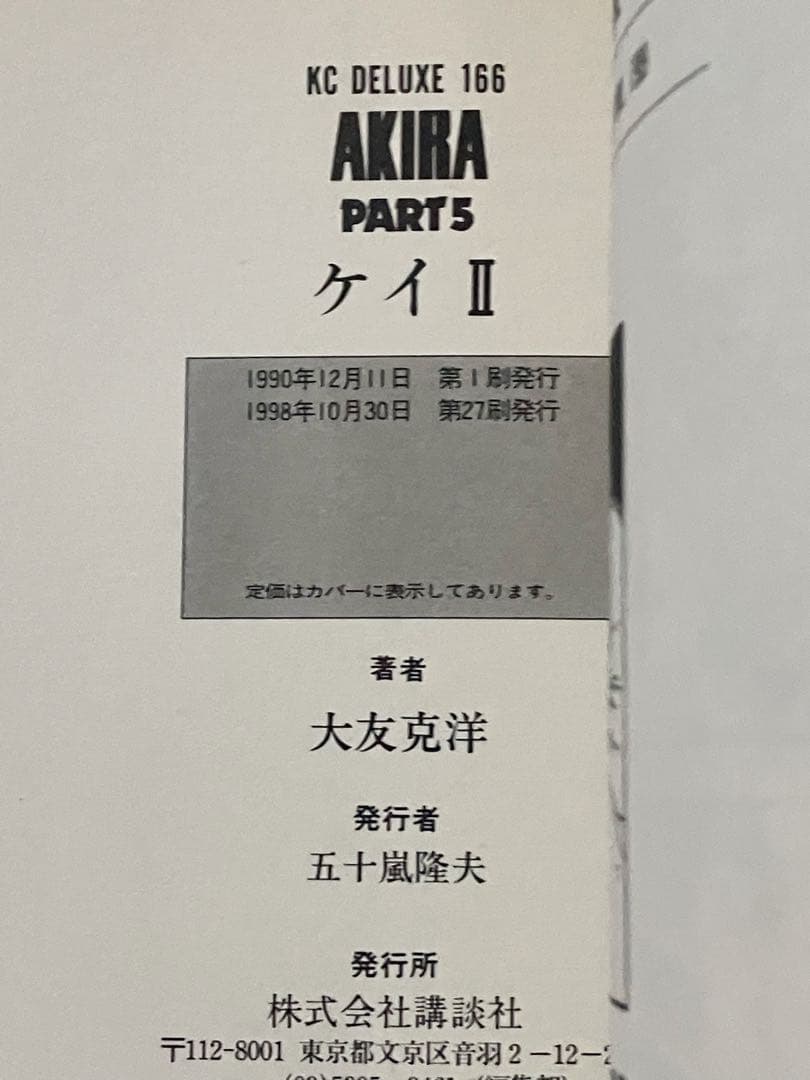 KC DELUXE 166
AKIRA
PART5
ケイⅡ
1990年12月11日　第1刷発行
1998年10月30日　第27刷発行
定価はカバーに表示してあります。
著者
大友克洋
発行者
五十嵐隆夫
発行所
株式会社講談社
〒112-8001 東京都文京区音羽2-12-2